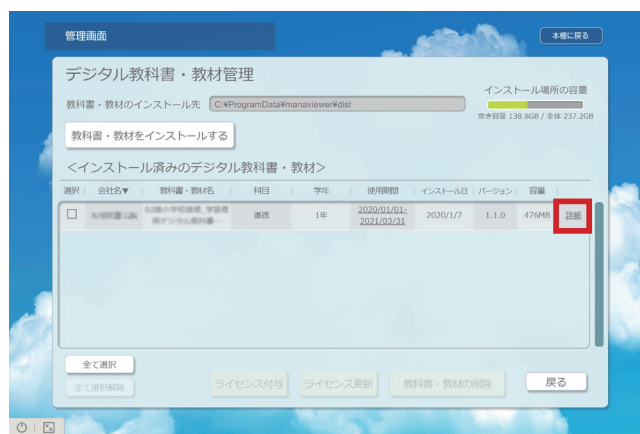 管理画面
本棚に戻る
デジタル教科書・教材管理
インストール場所の容量
教科書・教材のインストール先 C:¥ProgramData¥manaviewer¥dist
空き容量 138.8GB / 全体 237.2GB
教科書・教材をインストールする
<インストール済みのデジタル教科書・教材>
選択 会社名▼ 教科書・教材名 科目 学年 使用期間 インストール日 バージョン 容量
道徳 1年 2020/01/01-
2021/03/31 2020/1/7 1.1.0 476MB 詳細
全て選択
全て選択解除 ライセンス付与 ライセンス更新 教科書・教材の削除 戻る